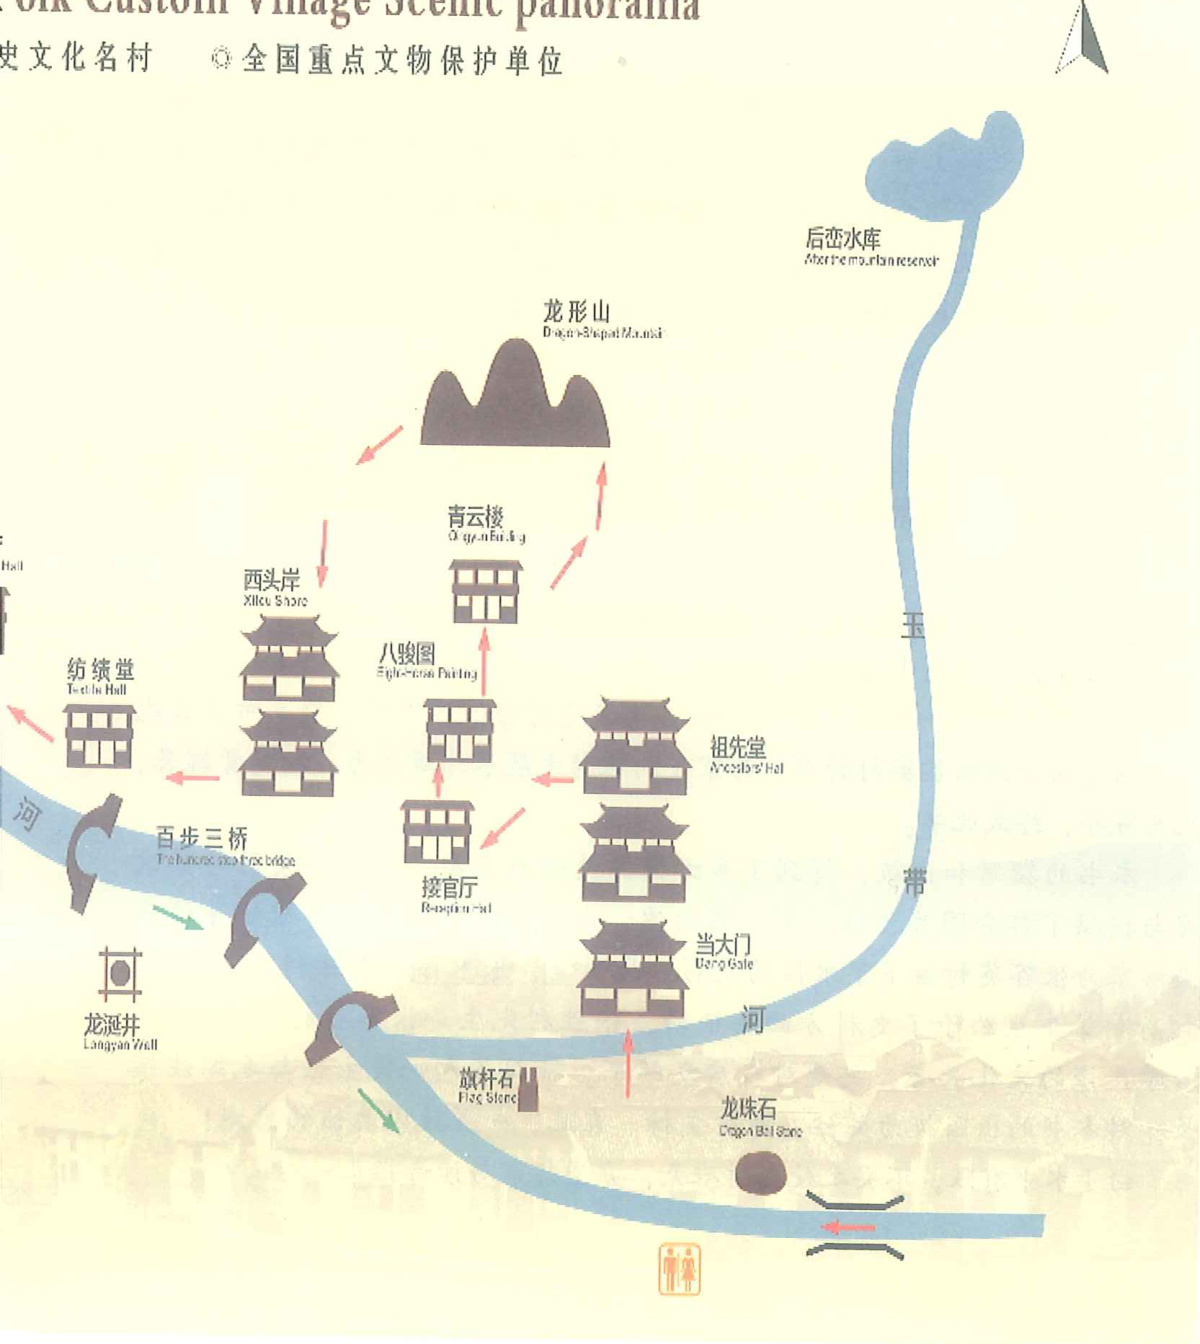 Folk Custom Village Scenic panorama
史文化名村 ◎全国重点文物保护单位
后峦水库
After the mountain reservoir
龙形山
Dragon-Shaped Mountain
青云楼
Qingyun Building
西头岸
Xitou Shore
Hall
八骏图
Eight-Horse Painting
纺绩堂
Textile Hall
玉
祖先堂
Ancestors' Hall
河
百步三桥
The hundred step three bridge
接官厅
Reception Hall
带
当大门
Dang Gate
龙涎井
Longyan Well
河
旗杆石
Flag Stone
龙珠石
Dragon Ball Stone